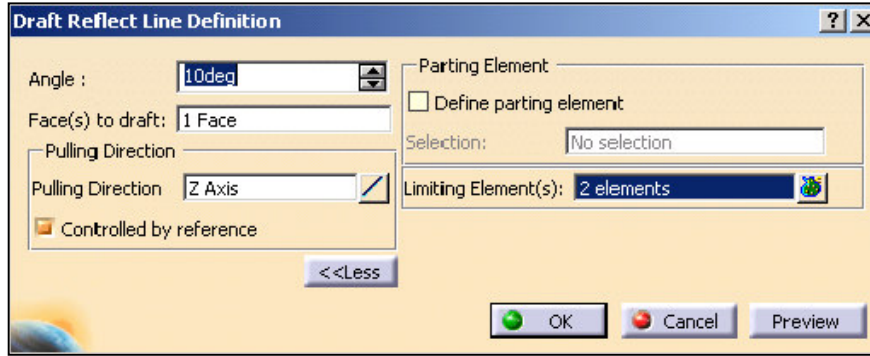 Draft Reflect Line Definition
Angle :
10deg
Face(s) to draft:
1 Face
Pulling Direction
Pulling Direction
Z Axis
Controlled by reference
<<Less
Parting Element
Define parting element
Selection:
No selection
Limiting Element(s):
2 elements
OK
Cancel
Preview